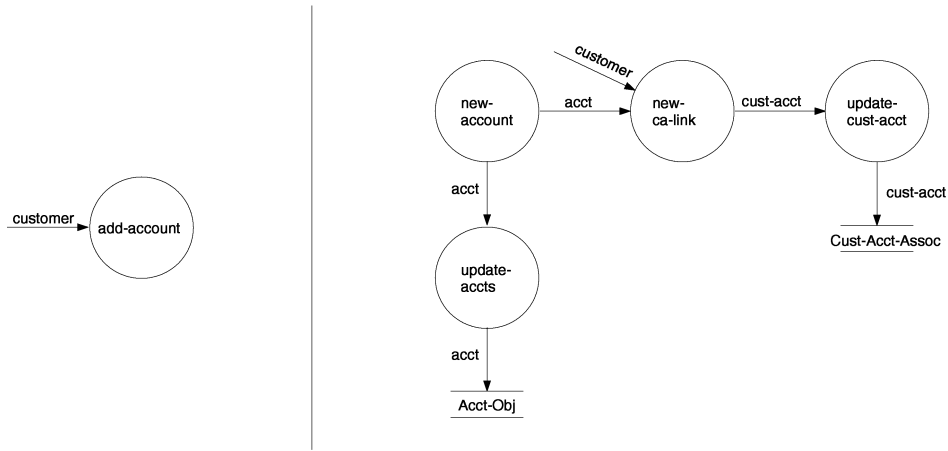 customer
add-account
customer
new-
account
acct
new-
ca-link
cust-acct
update-
cust-acct
acct
cust-acct
Cust-Acct-Assoc
update-
accts
acct
Acct-Obj